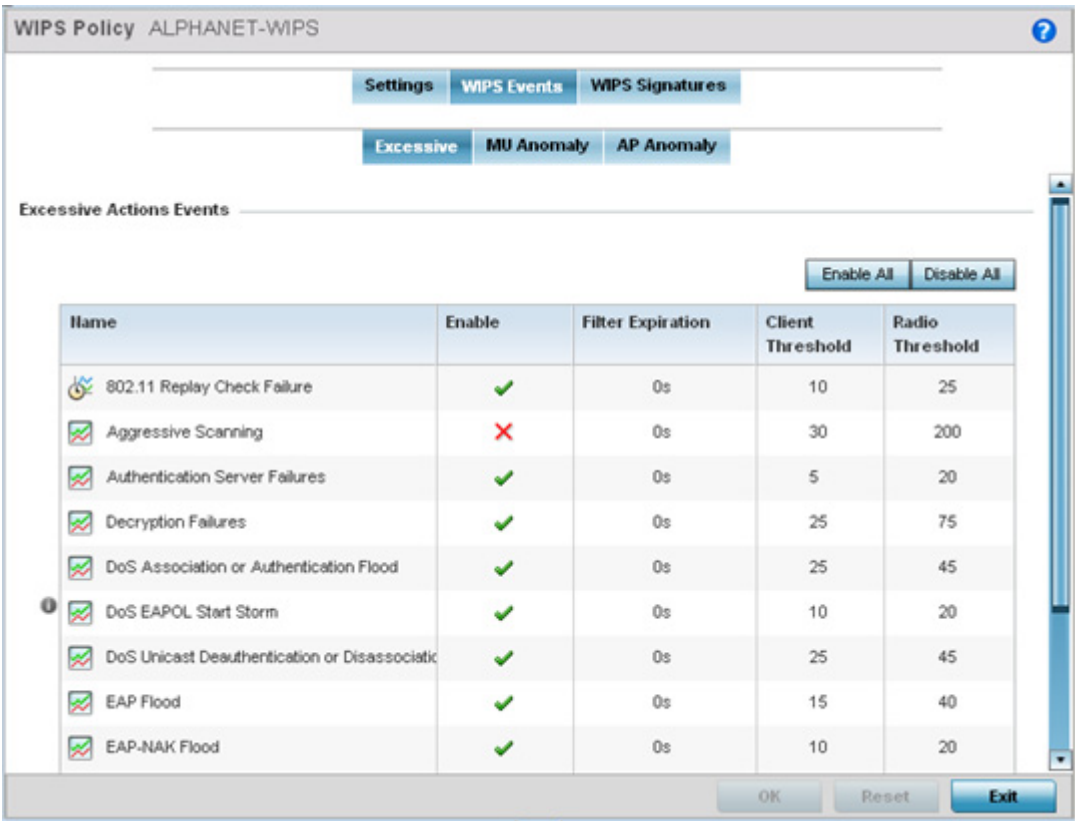 WIPS Policy ALPHANET-WIPS ?
Settings WIPS Events WIPS Signatures
Excessive MU Anomaly AP Anomaly
Excessive Actions Events
Enable All Disable All
Name Enable Filter Expiration Client Threshold Radio Threshold
802.11 Replay Check Failure 0s 10 25
Aggressive Scanning 0s 30 200
Authentication Server Failures 0s 5 20
Decryption Failures 0s 25 75
DoS Association or Authentication Flood 0s 25 45
DoS EAPOL Start Storm 0s 10 20
DoS Unicast Deauthentication or Disassociatio 0s 25 45
EAP Flood 0s 15 40
EAP-NAK Flood 0s 10 20
OK Reset Exit